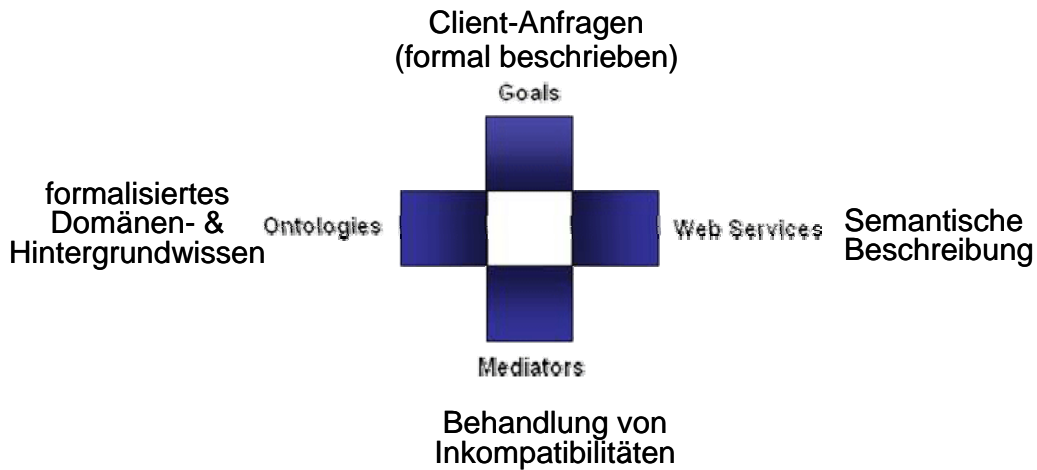 Client-Anfragen
(formal beschrieben)
Goals
formalisiertes
Domänen- &
Hintergrundwissen
Ontologies
Web Services
Semantische
Beschreibung
Mediators
Behandlung von
Inkompatibilitäten